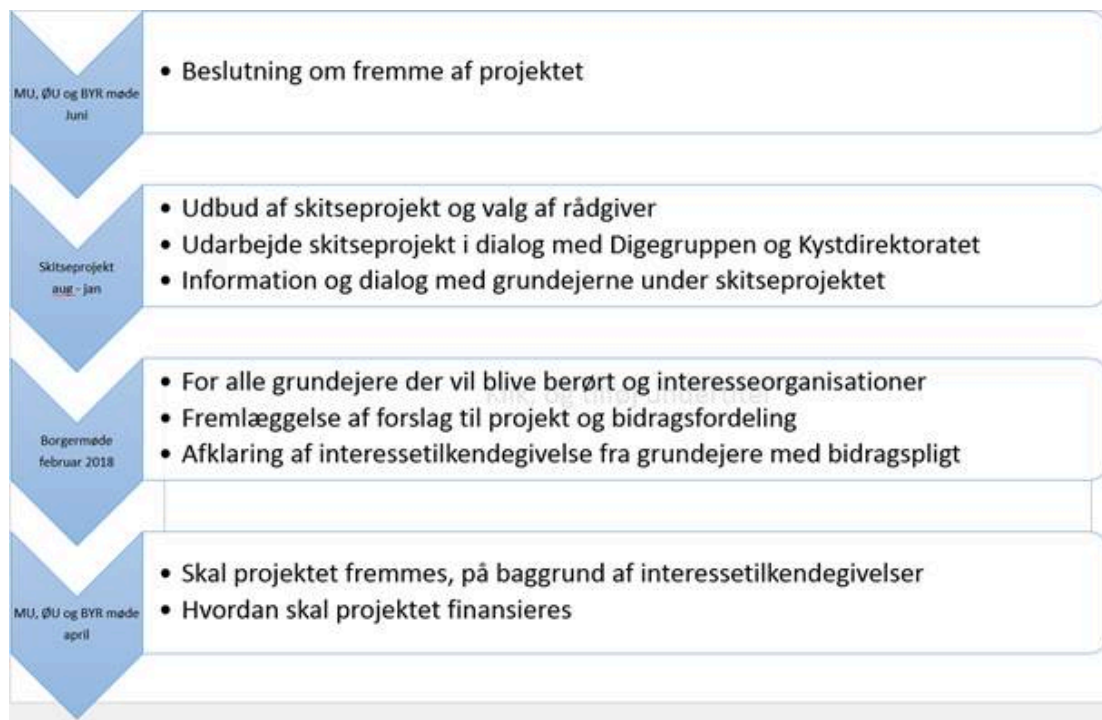 MU, ØU og BYR møde
Juni
• Beslutning om fremme af projektet
Skitseprojekt
aug - jan
• Udbud af skitseprojekt og valg af rådgiver
• Udarbejde skitseprojekt i dialog med Digegruppen og Kystdirektoratet
• Information og dialog med grundejerne under skitseprojektet
Borgermøde
februar 2018
• For alle grundejere der vil blive berørt og interesseorganisationer
Klik, og tilføj undertitel
• Fremlæggelse af forslag til projekt og bidragsfordeling
• Afklaring af interessetilkendegivelse fra grundejere med bidragspligt
MU, ØU og BYR møde
april
• Skal projektet fremmes, på baggrund af interessetilkendegivelser
• Hvordan skal projektet finansieres